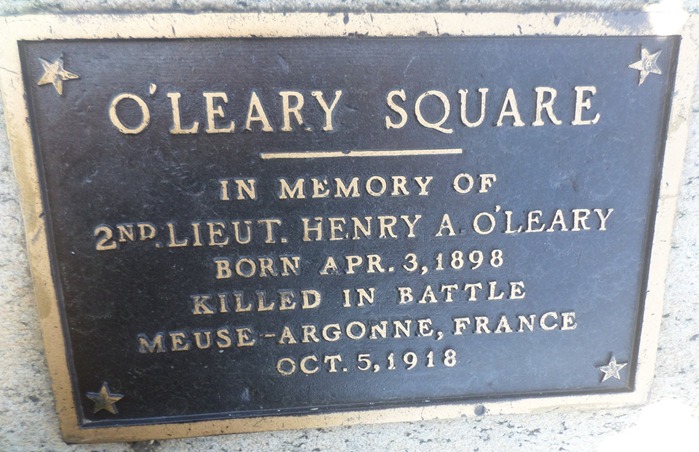 O'LEARY SQUARE
IN MEMORY OF
2ND. LIEUT. HENRY A. O'LEARY
BORN APR. 3, 1898
KILLED IN BATTLE
MEUSE-ARGONNE, FRANCE
OCT. 5, 1918